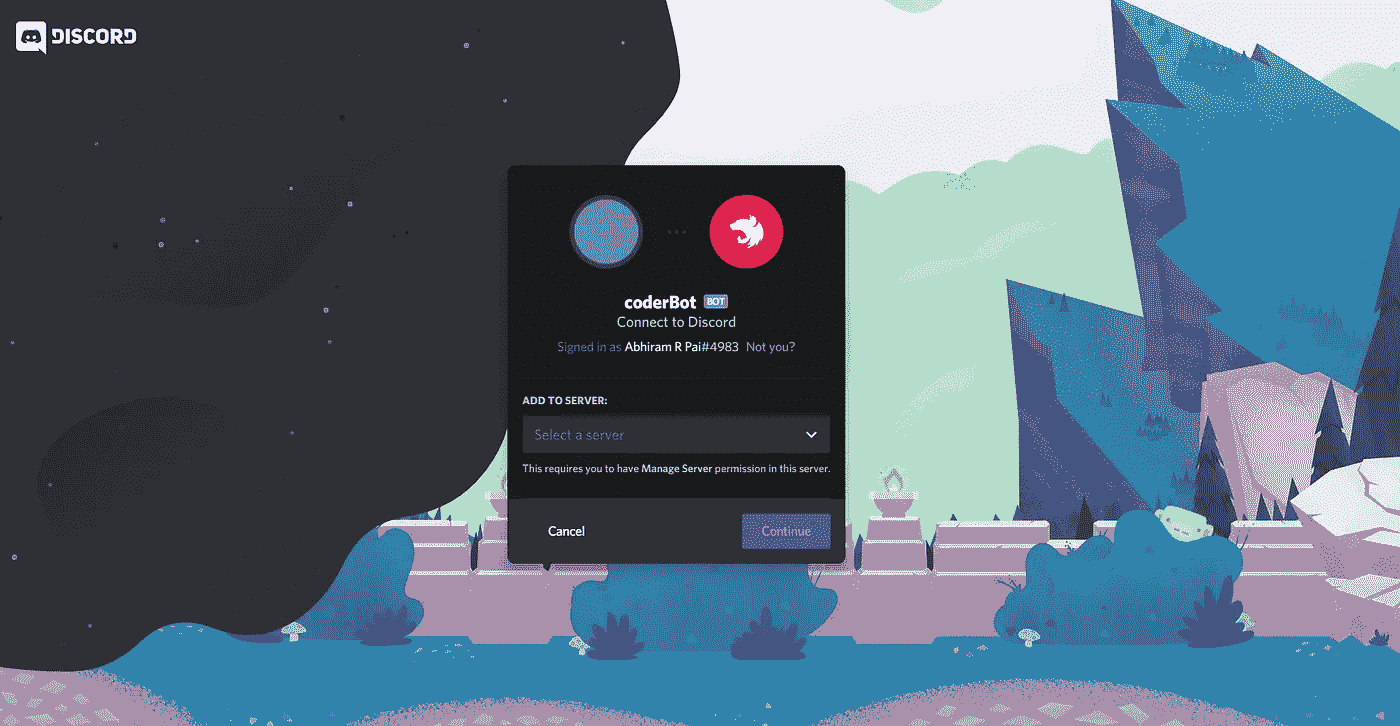 DISCORD
coderBot BOT
Connect to Discord
Signed in as Abhiram R Pai#4983 Not you?
ADD TO SERVER:
Select a server
This requires you to have Manage Server permission in this server.
Cancel
Continue